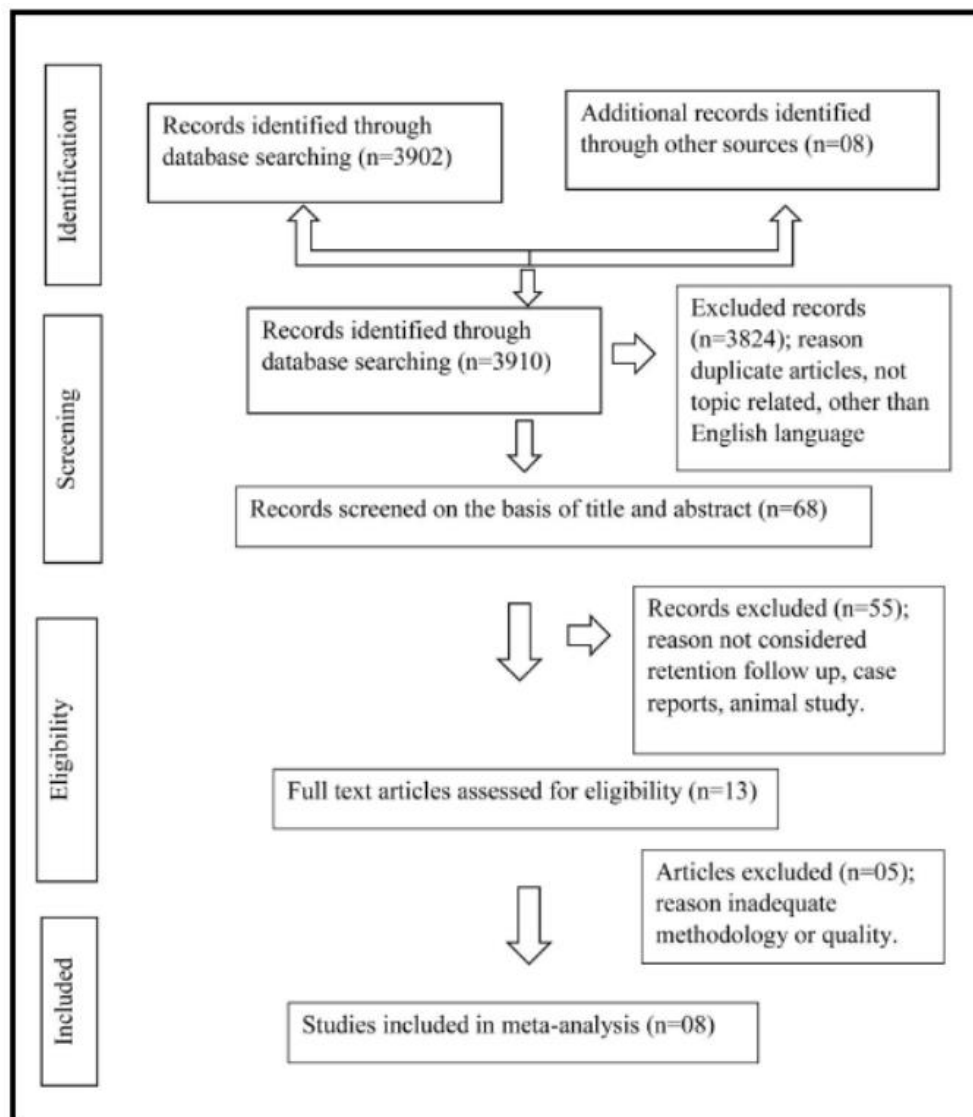 Identification
Records identified through
database searching (n=3902)
Additional records identified
through other sources (n=08)
Screening
Records identified through
database searching (n=3910)
Excluded records
(n=3824); reason
duplicate articles, not
topic related, other than
English language
Records screened on the basis of title and abstract (n=68)
Eligibility
Records excluded (n=55);
reason not considered
retention follow up, case
reports, animal study.
Full text articles assessed for eligibility (n=13)
Articles excluded (n=05);
reason inadequate
methodology or quality.
Included
Studies included in meta-analysis (n=08)